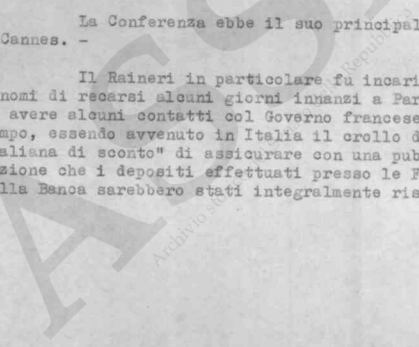 La Conferenza ebbe il suo principal
Cannes. -
Il Raineri in particolare fu incari
nomi di recarsi alcuni giorni innanzi a Par
avere alcuni contatti col Governo francese
mpo, essendo avvenuto in Italia il crollo d
aliana di sconto" di assicurare con una pub
zione che i depositi effettuati presso le F
lla Banca sarebbero stati integralmente ris